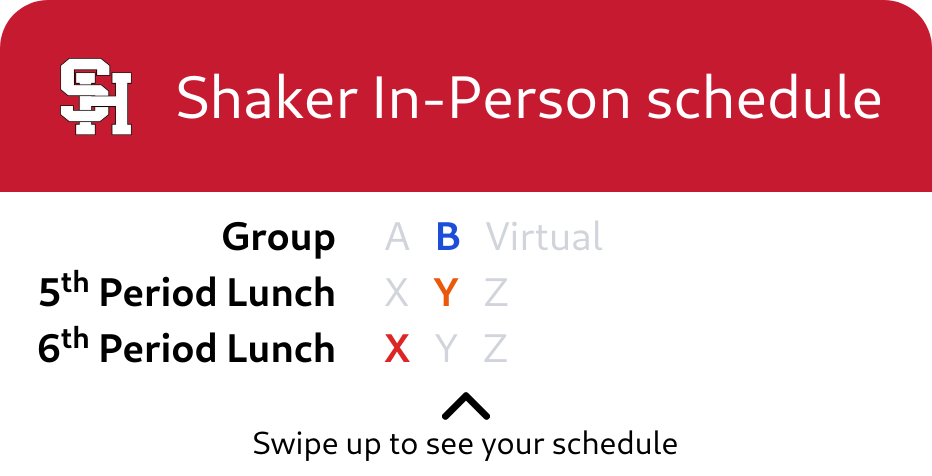 SH Shaker In-Person schedule
Group A B Virtual
5th Period Lunch X Y Z
6th Period Lunch X Y Z
Swipe up to see your schedule